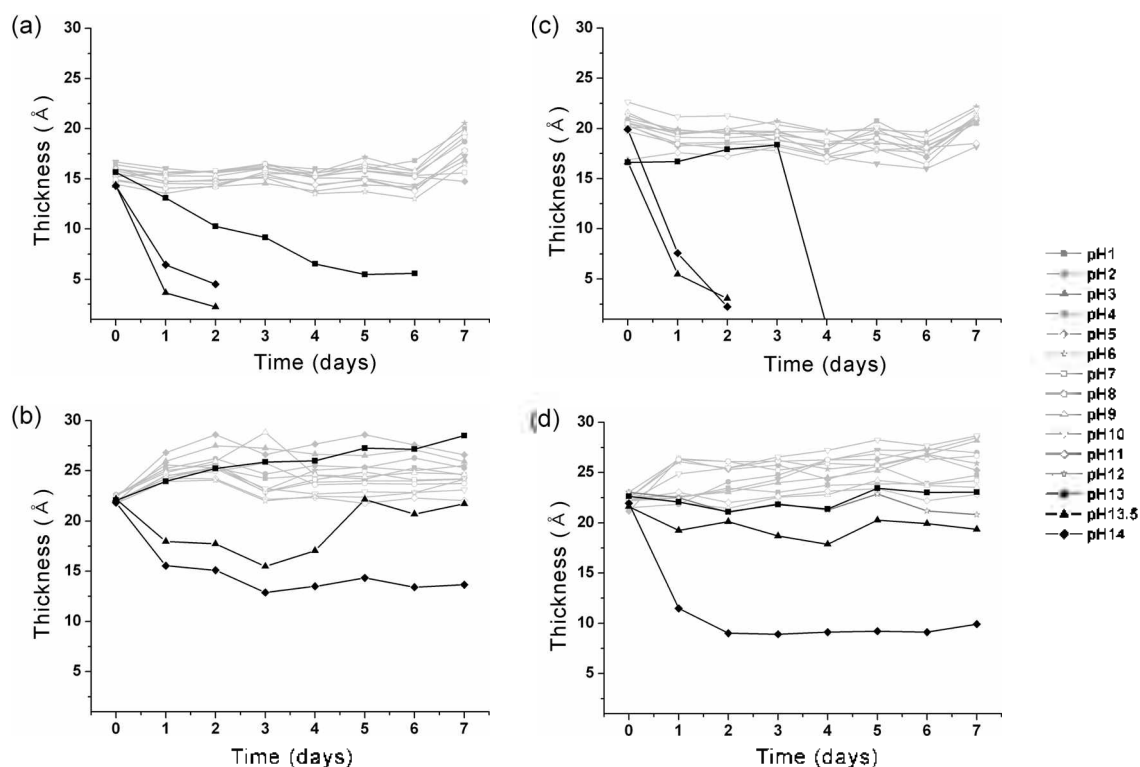 (a)
30
25
20
15
10
5
Thickness (Å)
0 1 2 3 4 5 6 7
Time (days)
(c)
30
25
20
15
10
5
Thickness (Å)
0 1 2 3 4 5 6 7
Time (days)
(b)
30
25
20
15
10
5
Thickness (Å)
0 1 2 3 4 5 6 7
Time (days)
d)
30
25
20
15
10
5
Thickness (Å)
0 1 2 3 4 5 6 7
Time (days)
pH1
pH2
pH3
pH4
pH5
pH6
pH7
pH8
pH9
pH10
pH11
pH12
pH13
pH13.5
pH14